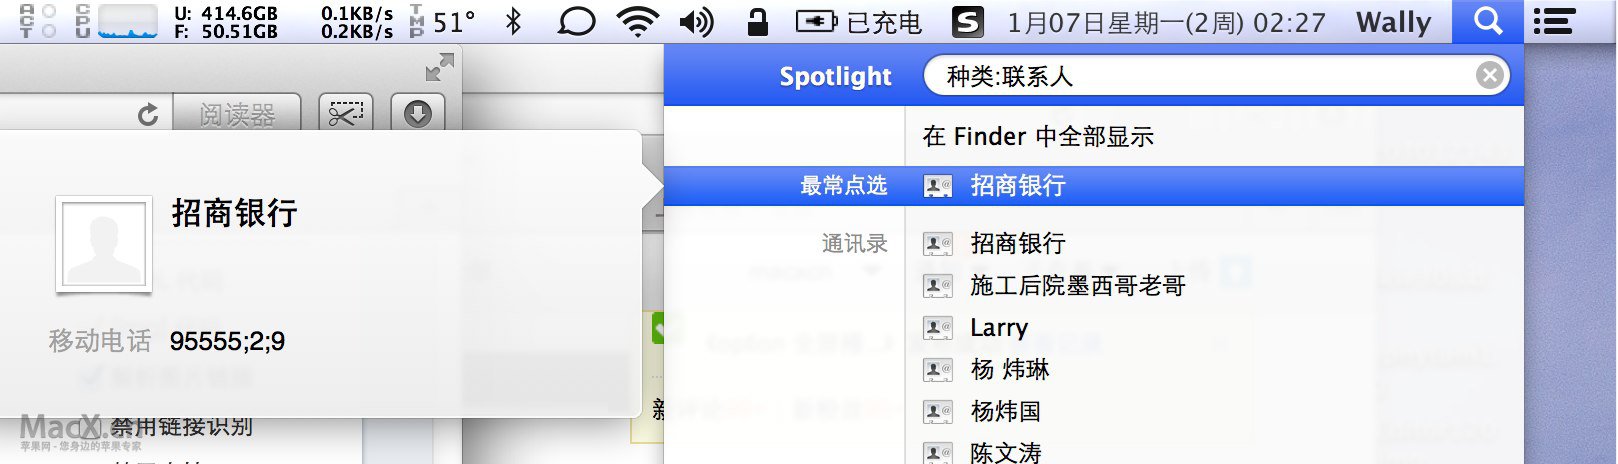 ACT CPU U: 414.6GB 0.1KB/s TMP 51° 已充电 S 1月07日星期一(2周) 02:27 Wally
F: 50.51GB 0.2KB/s
Spotlight 种类:联系人
阅读器
在 Finder 中全部显示
最常点选 招商银行
招商银行
移动电话 95555;2;9
通讯录 招商银行
施工后院墨西哥老哥
Larry
杨 炜琳
杨炜国
陈文涛
MacX.cn
苹果网 - 您身边的苹果专家
禁用链接识别